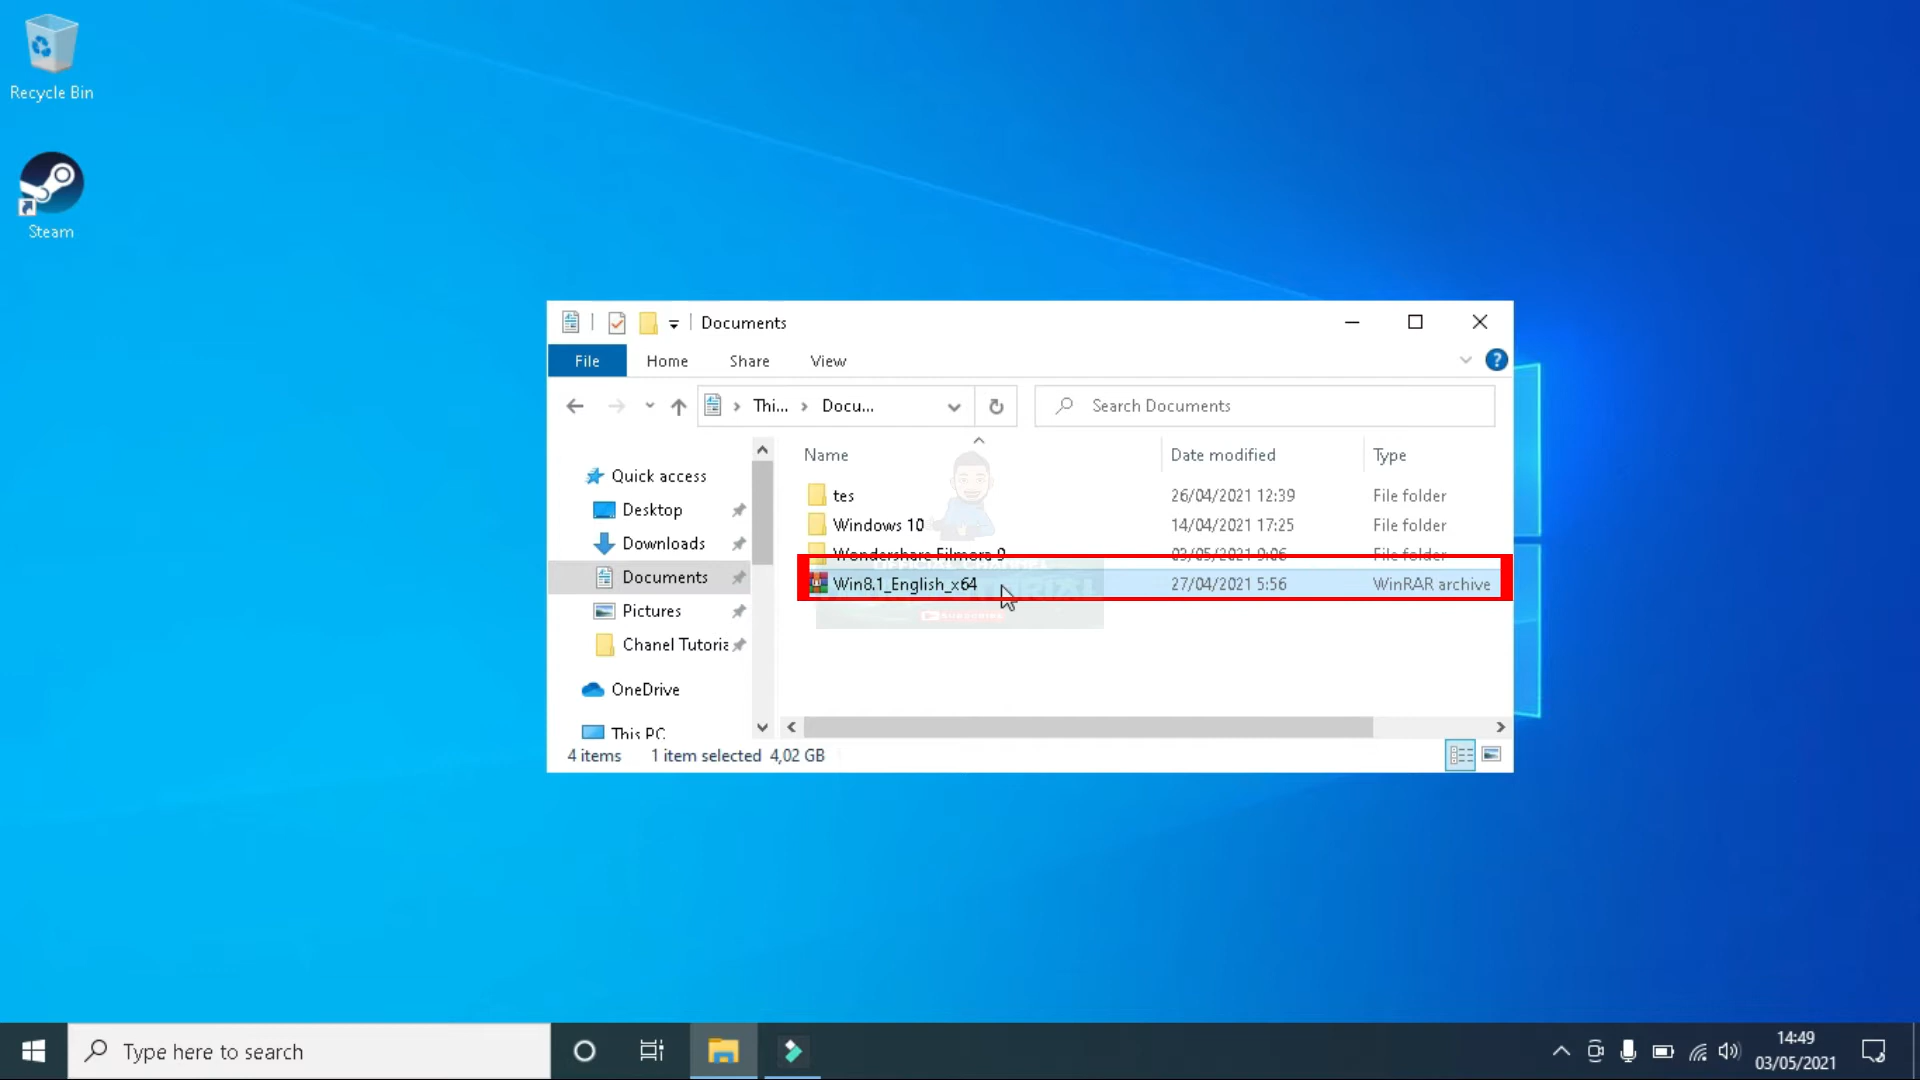 Recycle Bin
Steam
Documents
File Home Share View
Thi... Docu... Search Documents
Name Date modified Type
Quick access
Desktop
Downloads
Documents
Pictures
Chanel Tutoria
OneDrive
This PC
tes 26/04/2021 12:39 File folder
Windows 10 14/04/2021 17:25 File folder
Wondershare Filmora 9 03/05/2021 9:06 File folder
OFFICIAL CHANNEL
Win8.1_English_x64 27/04/2021 5:56 WinRAR archive
4 items 1 item selected 4,02 GB
Type here to search
14:49
03/05/2021